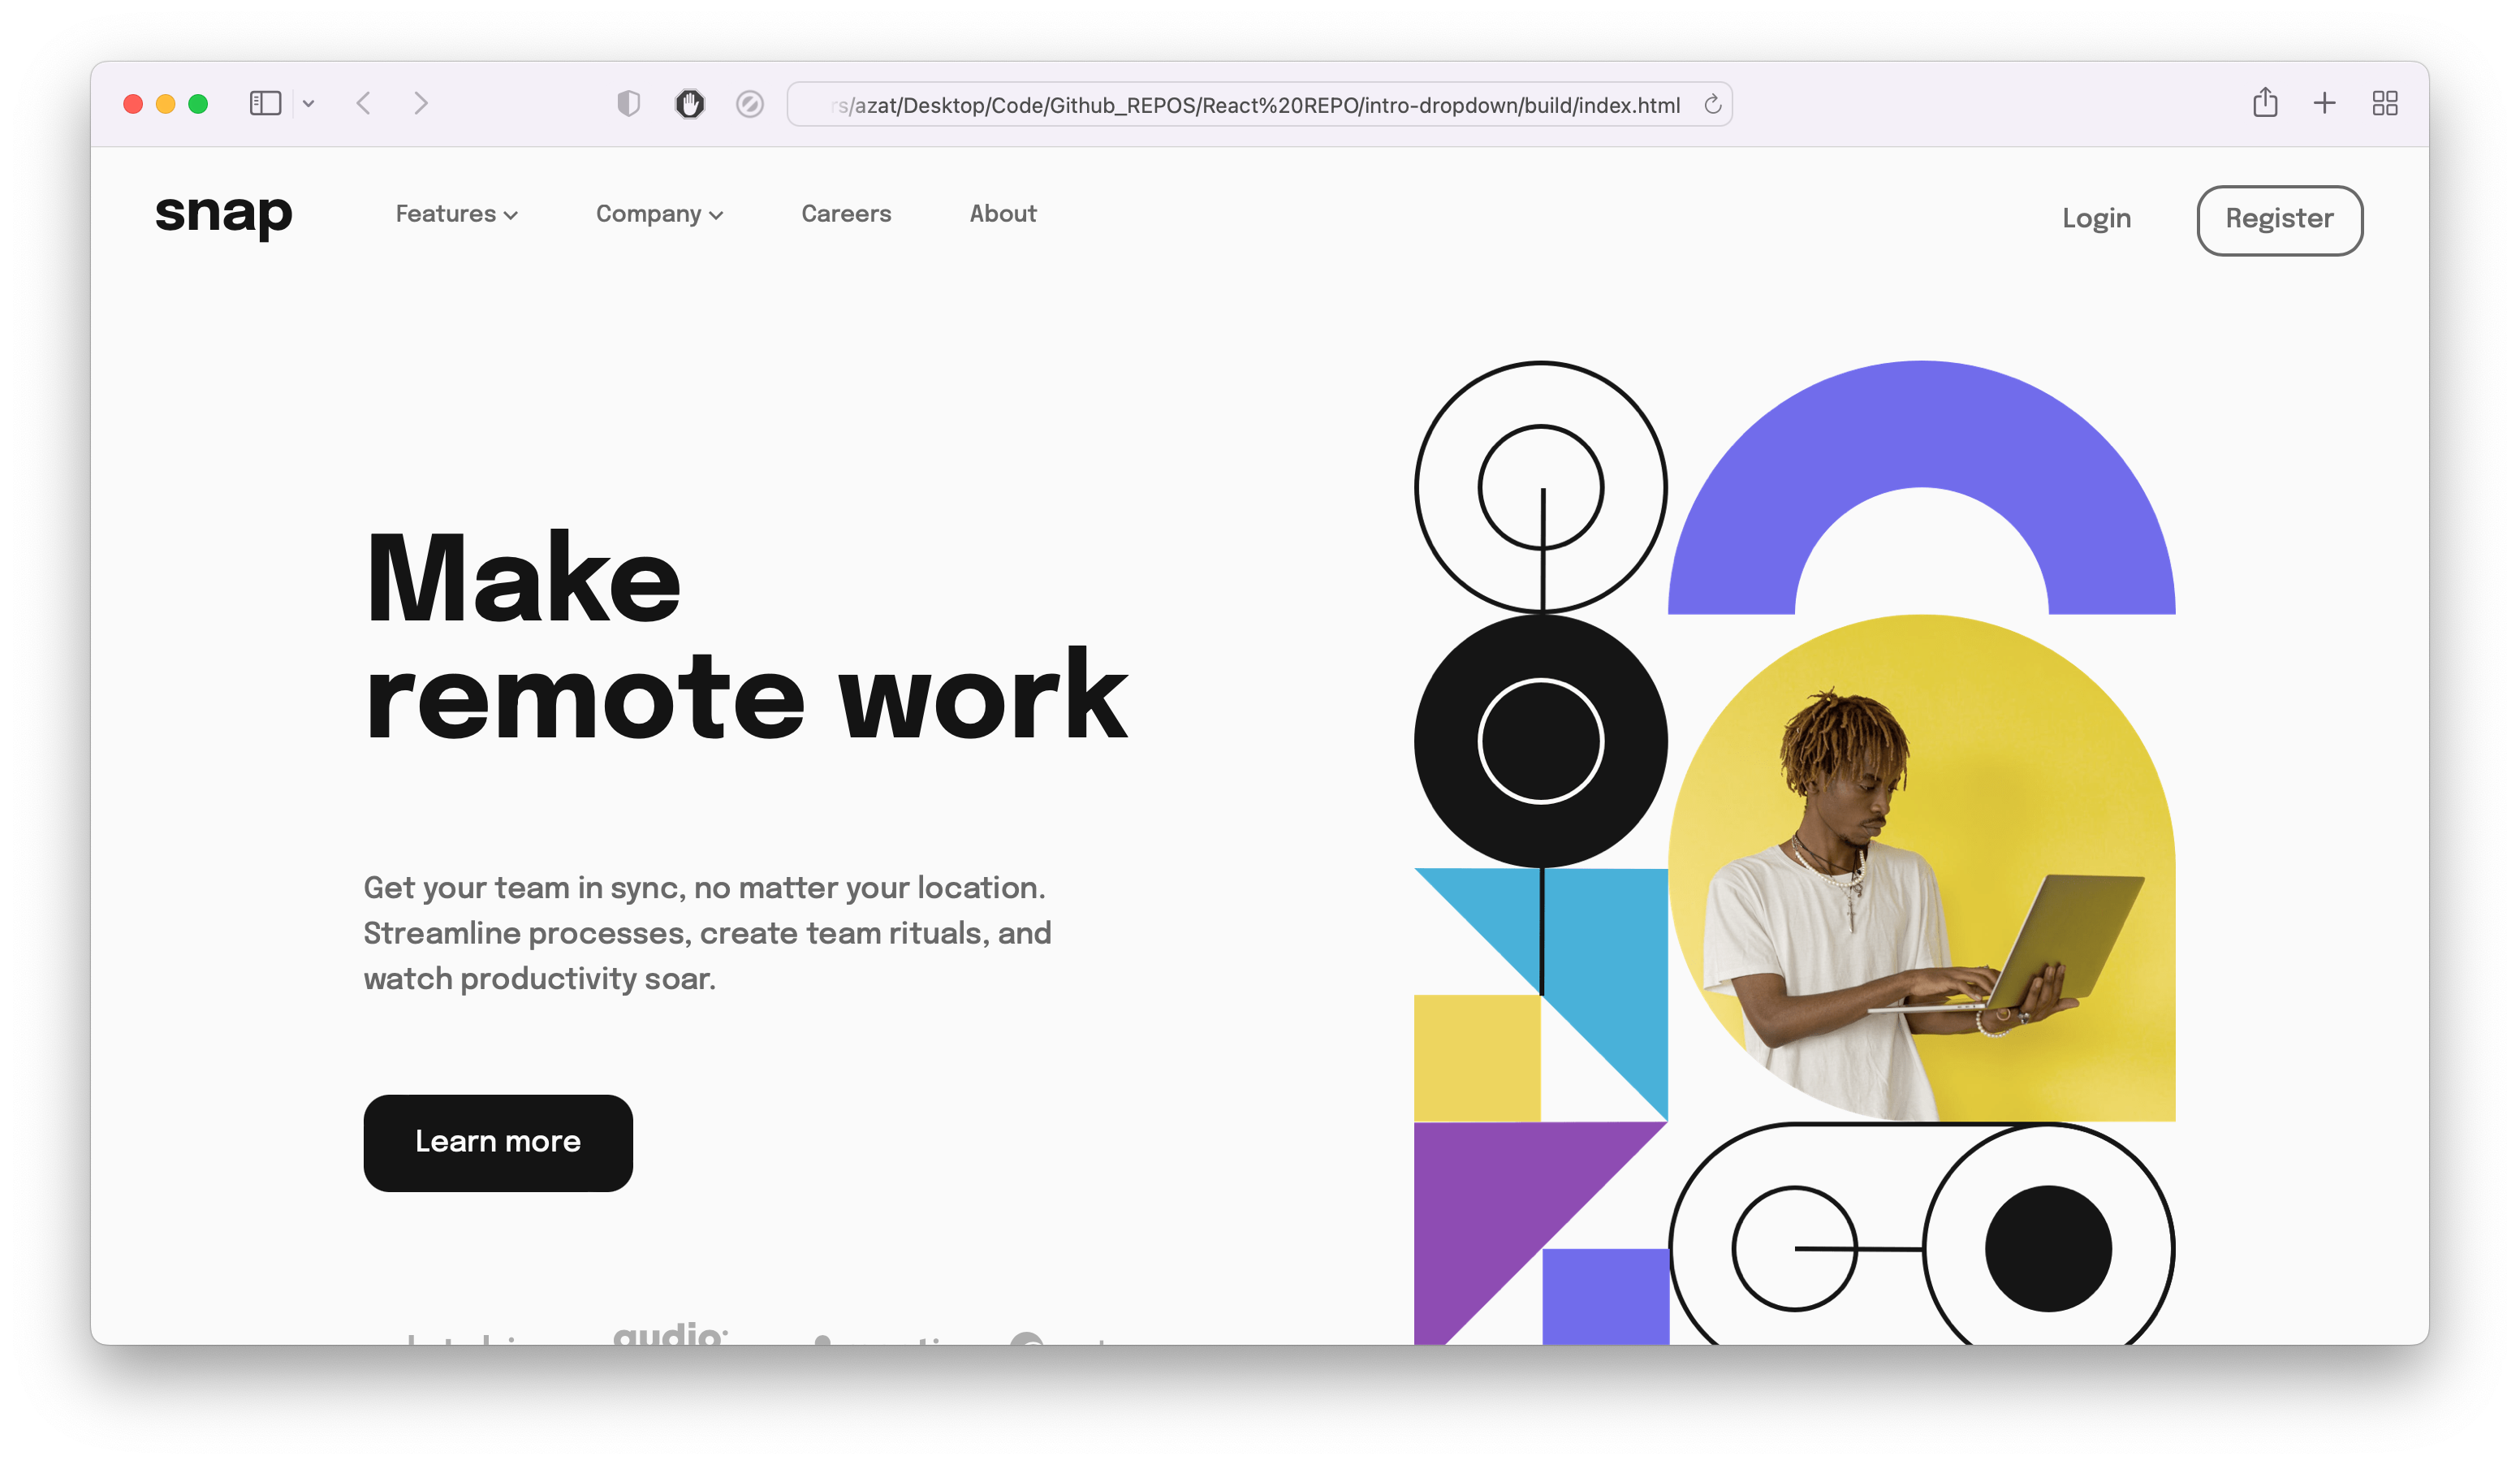 rs/azat/Desktop/Code/Github_REPOS/React%20REPO/intro-dropdown/build/index.html
snap
Features
Company
Careers
About
Login
Register
Make
remote work
Get your team in sync, no matter your location.
Streamline processes, create team rituals, and
watch productivity soar.
Learn more
audio